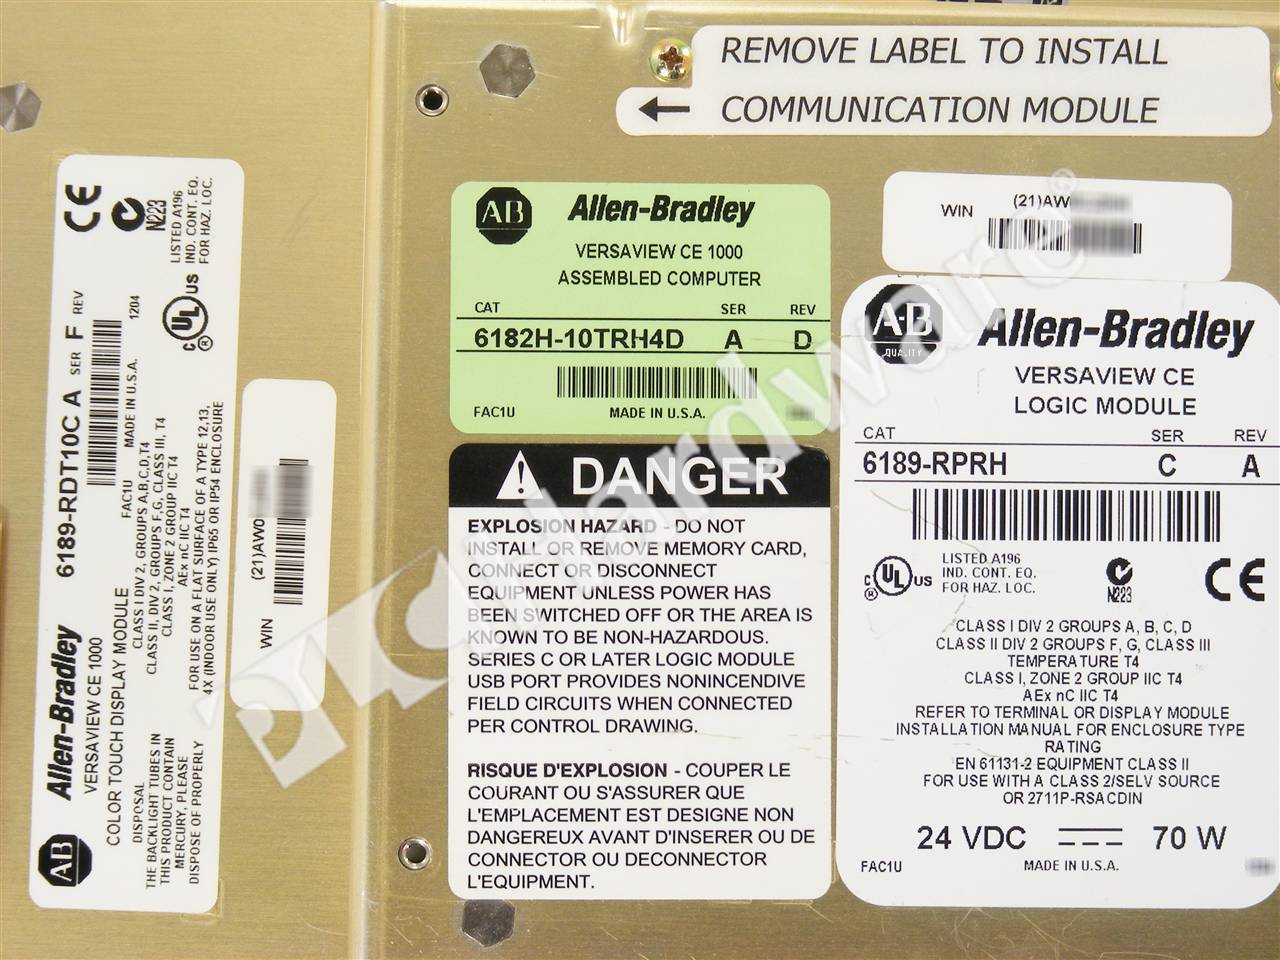 REMOVE LABEL TO INSTALL
COMMUNICATION MODULE
AB
Allen-Bradley
VERSAVIEW CE 1000
ASSEMBLED COMPUTER
CAT SER REV
6182H-10TRH4D A D
FAC1U MADE IN U.S.A.
DANGER
EXPLOSION HAZARD - DO NOT
INSTALL OR REMOVE MEMORY CARD,
CONNECT OR DISCONNECT
EQUIPMENT UNLESS POWER HAS
BEEN SWITCHED OFF OR THE AREA IS
KNOWN TO BE NON-HAZARDOUS.
SERIES C OR LATER LOGIC MODULE
USB PORT PROVIDES NONINCENDIVE
FIELD CIRCUITS WHEN CONNECTED
PER CONTROL DRAWING.
RISQUE D'EXPLOSION - COUPER LE
COURANT OU S'ASSURER QUE
L'EMPLACEMENT EST DESIGNE NON
DANGEREUX AVANT D'INSERER OU DE
CONNECTOR OU DECONNECTOR
L'EQUIPMENT.
WIN (21)AW
A-B
QUALITY
Allen-Bradley
VERSAVIEW CE
LOGIC MODULE
CAT SER REV
6189-RPRH C A
C UL US
LISTED A196
IND. CONT. EQ.
FOR HAZ. LOC.
N223
CE
CLASS I DIV 2 GROUPS A, B, C, D
CLASS II DIV 2 GROUPS F, G, CLASS III
TEMPERATURE T4
CLASS I, ZONE 2 GROUP IIC T4
AEx nC IIC T4
REFER TO TERMINAL OR DISPLAY MODULE
INSTALLATION MANUAL FOR ENCLOSURE TYPE
RATING
EN 61131-2 EQUIPMENT CLASS II
FOR USE WITH A CLASS 2/SELV SOURCE
OR 2711P-RSACDIN
24 VDC 70 W
FAC1U MADE IN U.S.A.
AB
Allen-Bradley
VERSAVIEW CE 1000
COLOR TOUCH DISPLAY MODULE
6189-RDT10C A SER F REV
FAC1U MADE IN U.S.A. 1204
CLASS I DIV 2, GROUPS A,B,C,D,T4
CLASS II, DIV 2, GROUPS F,G, CLASS III, T4
CLASS I, ZONE 2 GROUP IIC T4
AEx nC IIC T4
FOR USE ON A FLAT SURFACE OF A TYPE 12,13,
4X (INDOOR USE ONLY) IP65 OR IP54 ENCLOSURE
DISPOSAL
THE BACKLIGHT TUBES IN
THIS PRODUCT CONTAIN
MERCURY, PLEASE
DISPOSE OF PROPERLY
CE
N223
LISTED A196
IND. CONT. EQ.
FOR HAZ. LOC.
C UL US
WIN (21)AW0
PLC Hardware